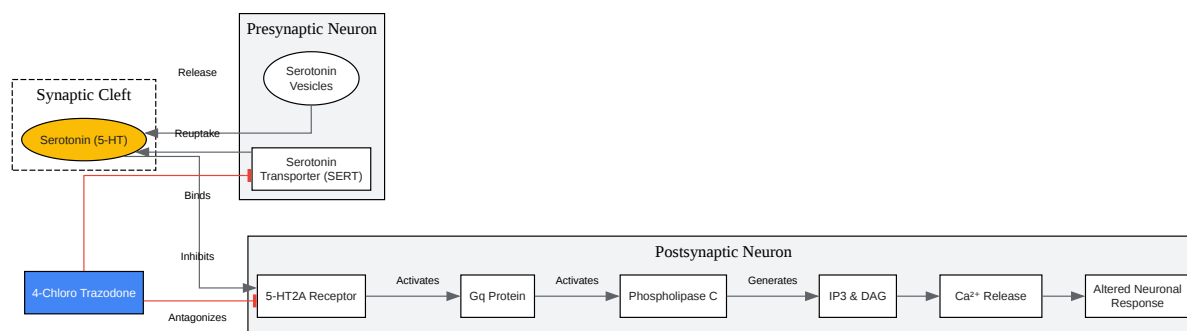 Presynaptic Neuron
Release
Serotonin
Vesicles
Synaptic Cleft
Serotonin (5-HT)
Reuptake
Serotonin
Transporter (SERT)
Binds
Inhibits
Postsynaptic Neuron
4-Chloro Trazodone
Antagonizes
5-HT2A Receptor
Activates
Gq Protein
Activates
Phospholipase C
Generates
IP3 & DAG
Ca²⁺ Release
Altered Neuronal
Response